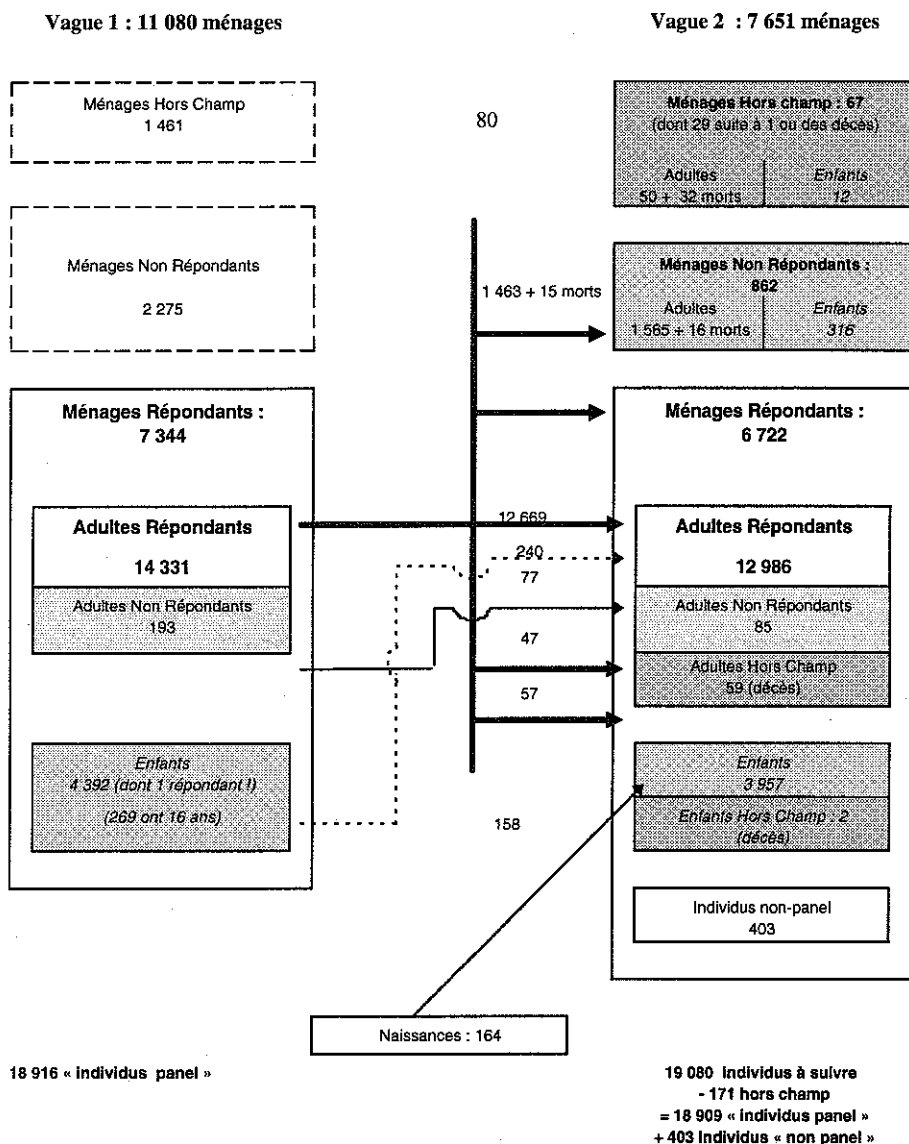 Vague 1 : 11 080 ménages
Vague 2 : 7 651 ménages
Ménages Hors Champ
1 461
80
Ménages Hors champ : 67
(dont 29 suite à 1 ou des décès)
Adultes
50 + 32 morts
Enfants
12
Ménages Non Répondants
2 275
1 463 + 15 morts
Ménages Non Répondants :
862
Adultes
1 565 + 16 morts
Enfants
316
Ménages Répondants :
7 344
Ménages Répondants :
6 722
Adultes Répondants
14 331
Adultes Non Répondants
193
12 669
240
77
47
57
Adultes Répondants
12 986
Adultes Non Répondants
85
Adultes Hors Champ
59 (décès)
Enfants
4 392 (dont 1 répondant !)
(269 ont 16 ans)
158
Enfants
3 957
Enfants Hors Champ : 2
(décès)
Individus non-panel
403
Naissances : 164
18 916 « individus panel »
19 080 individus à suivre
- 171 hors champ
= 18 909 « individus panel »
+ 403 individus « non panel »